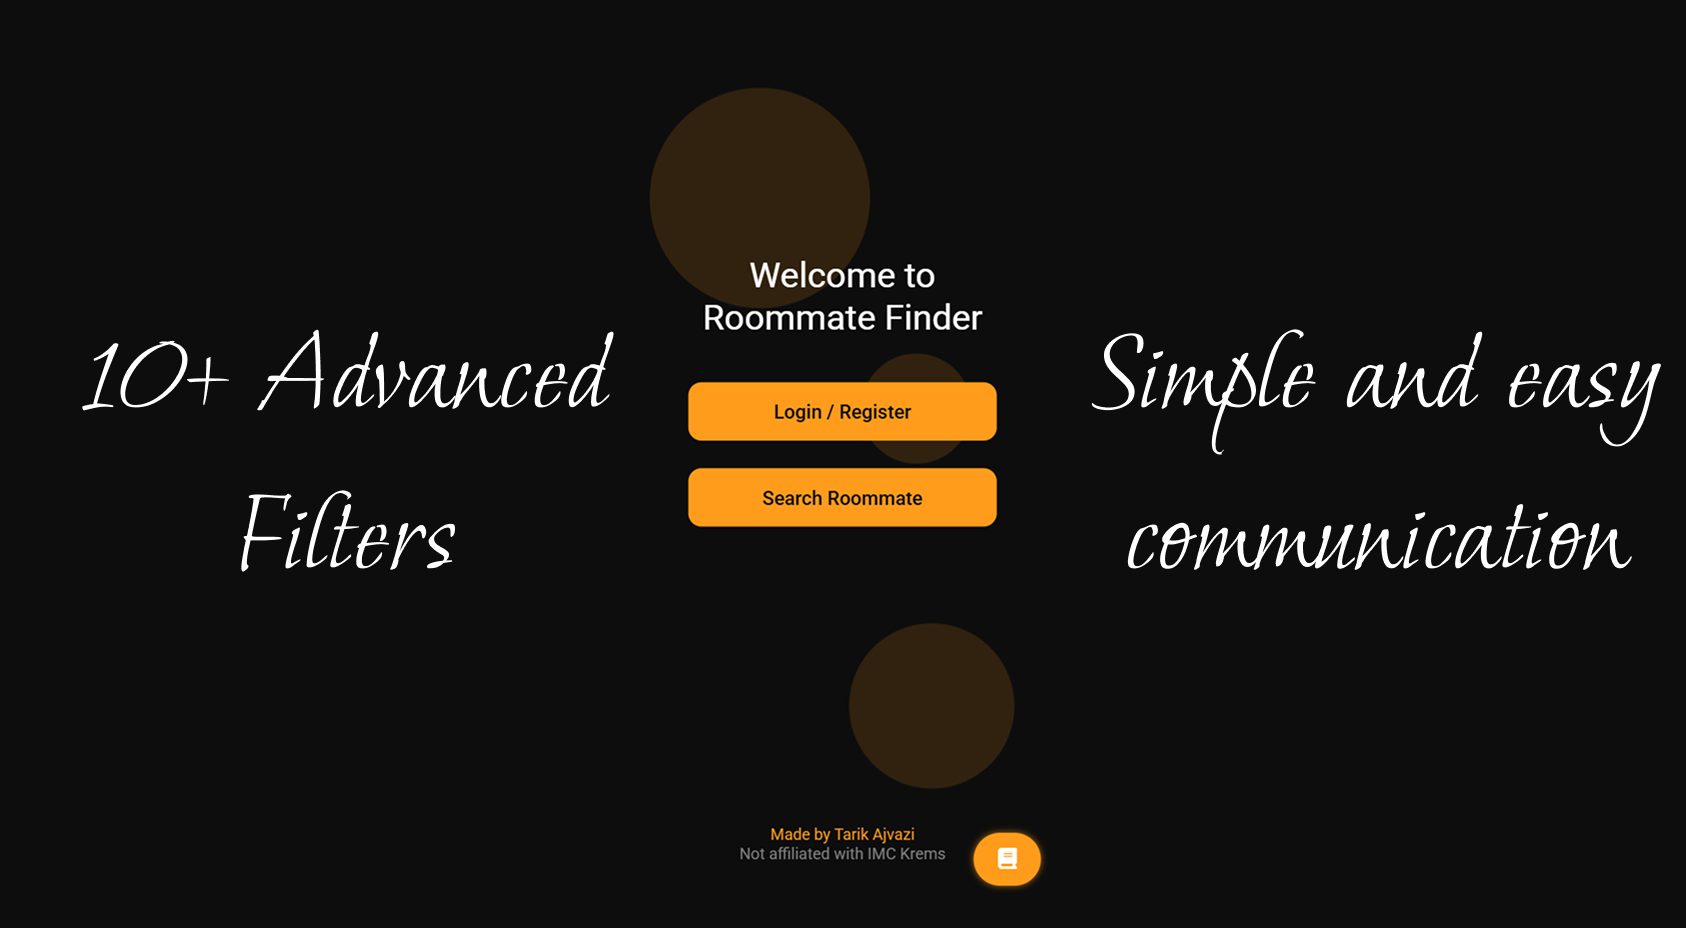 Welcome to
Roommate Finder
10+ Advanced
Filters
Login / Register
Search Roommate
Simple and easy
communication
Made by Tarik Ajvazi
Not affiliated with IMC Krems